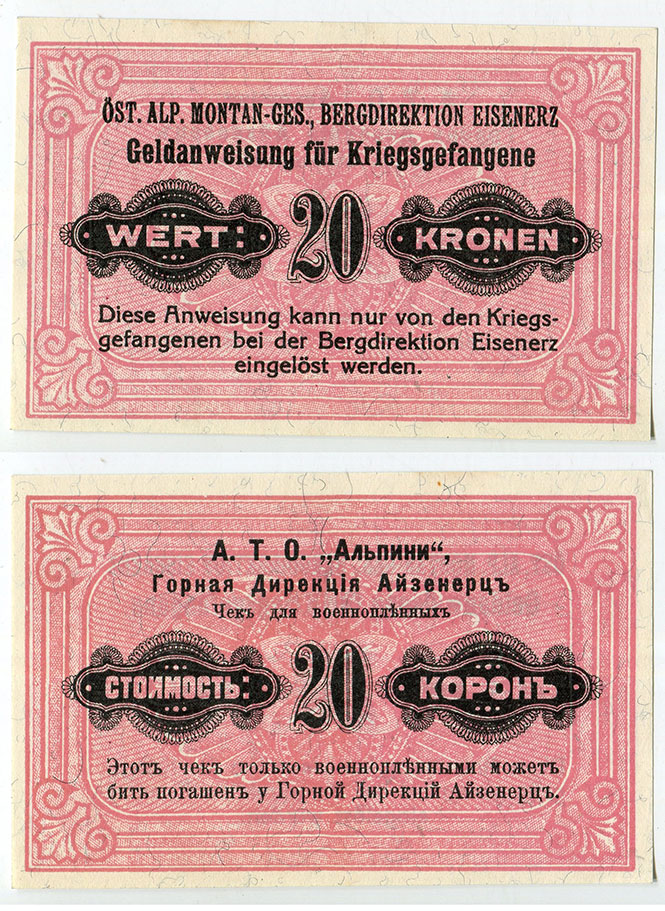 ÖST. ALP. MONTAN-GES., BERGDIREKTION EISENERZ
Geldanweisung für Kriegsgefangene
WERT: 20 KRONEN
Diese Anweisung kann nur von den Kriegs-
gefangenen bei der Bergdirektion Eisenerz
eingelöst werden.
А. Т. О. „Альпини“,
Горная Дирекція Айзенерцъ
Чекъ для военноплѣнныхъ
СТОИМОСТЬ: 20 КОРОНЪ
Этотъ чекъ только военноплѣнными можетъ
бить погашен у Горной Дирекцій Айзенерцъ.